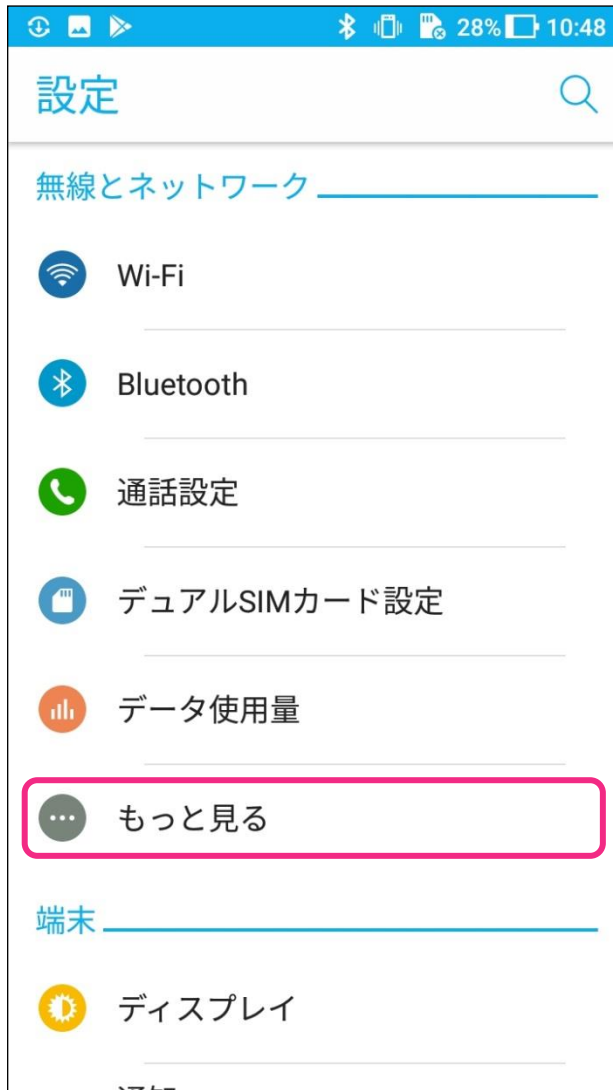 28% 10:48
設定
無線とネットワーク
Wi-Fi
Bluetooth
通話設定
デュアルSIMカード設定
データ使用量
もっと見る
端末
ディスプレイ